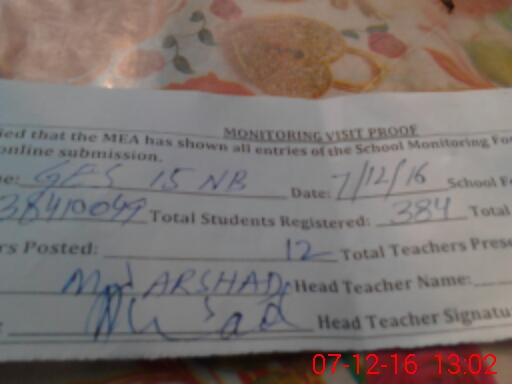 MONITORING VISIT PROOF
ied that the MEA has shown all entries of the School Monitoring Fo
online submission.
ne: GES 15 NB Date: 7/12/16 School F
38410049 Total Students Registered: 384 Total
rs Posted: 12 Total Teachers Prese
Md ARSHAD Head Teacher Name:
Head Teacher Signatu
07-12-16 13:02